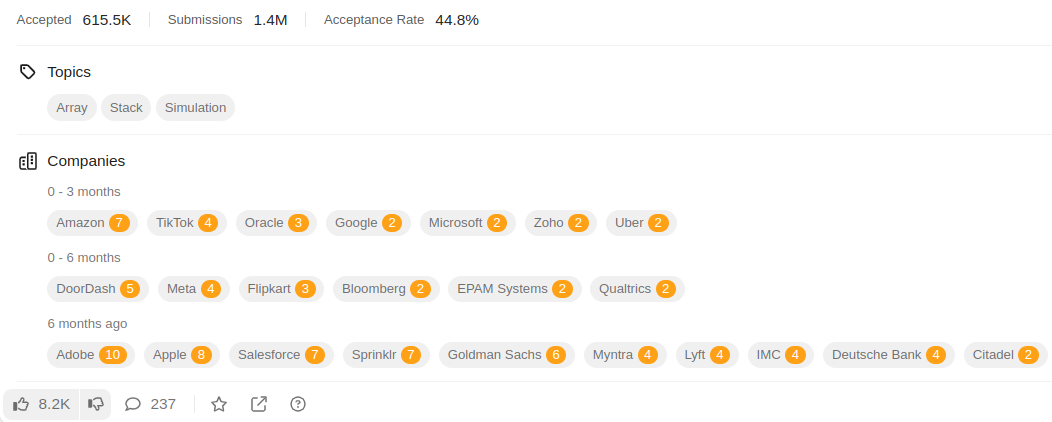 Accepted 615.5K Submissions 1.4M Acceptance Rate 44.8%
Topics
Array Stack Simulation
Companies
0 - 3 months
Amazon 7 TikTok 4 Oracle 3 Google 2 Microsoft 2 Zoho 2 Uber 2
0 - 6 months
DoorDash 5 Meta 4 Flipkart 3 Bloomberg 2 EPAM Systems 2 Qualtrics 2
6 months ago
Adobe 10 Apple 8 Salesforce 7 Sprinklr 7 Goldman Sachs 6 Myntra 4 Lyft 4 IMC 4 Deutsche Bank 4 Citadel 2
8.2K 237